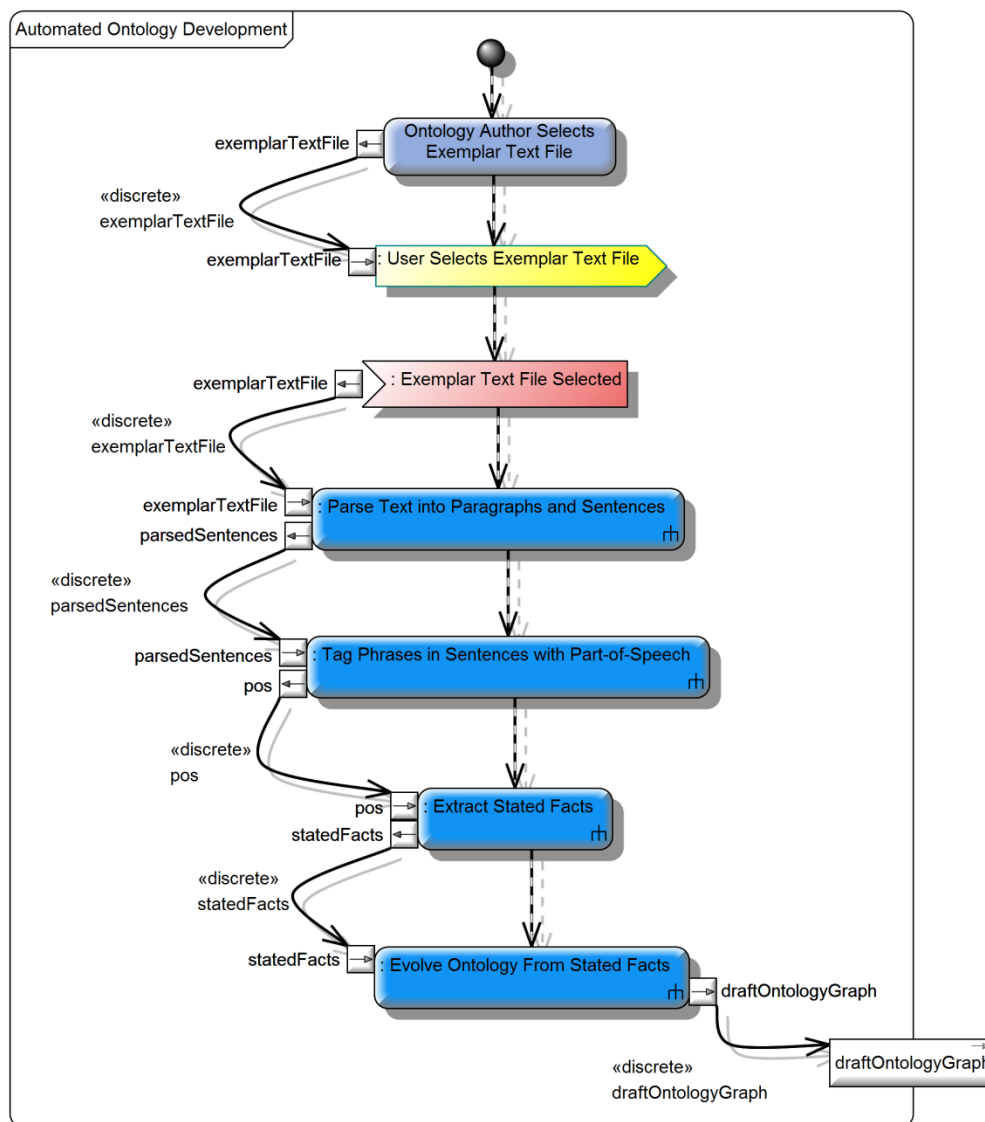 Automated Ontology Development
Ontology Author Selects
Exemplar Text File
exemplarTextFile
«discrete»
exemplarTextFile
exemplarTextFile
: User Selects Exemplar Text File
exemplarTextFile
: Exemplar Text File Selected
«discrete»
exemplarTextFile
exemplarTextFile
: Parse Text into Paragraphs and Sentences
parsedSentences
«discrete»
parsedSentences
parsedSentences
: Tag Phrases in Sentences with Part-of-Speech
pos
«discrete»
pos
pos
: Extract Stated Facts
statedFacts
«discrete»
statedFacts
statedFacts
: Evolve Ontology From Stated Facts
draftOntologyGraph
«discrete»
draftOntologyGraph
draftOntologyGraph